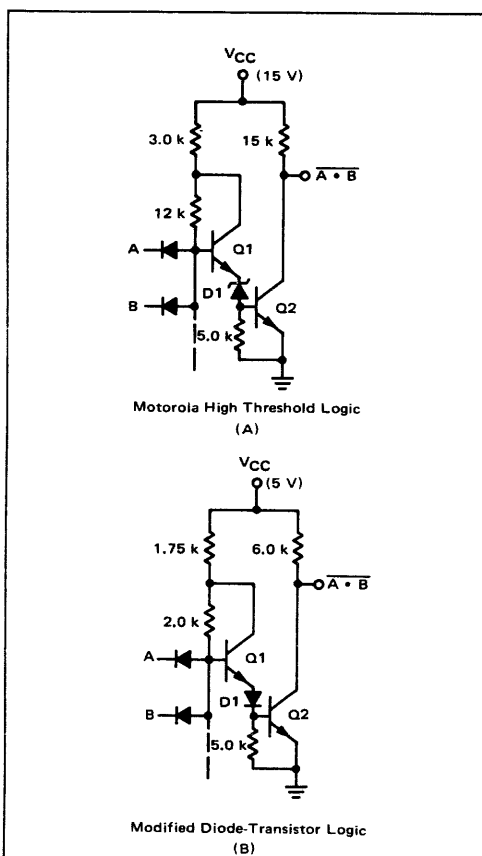 VCC
(15 V)
3.0 k
15 k
A • B
12 k
A
Q1
D1
B
Q2
5.0 k
Motorola High Threshold Logic
(A)
VCC
(5 V)
1.75 k
6.0 k
A • B
2.0 k
A
Q1
D1
B
Q2
5.0 k
Modified Diode-Transistor Logic
(B)